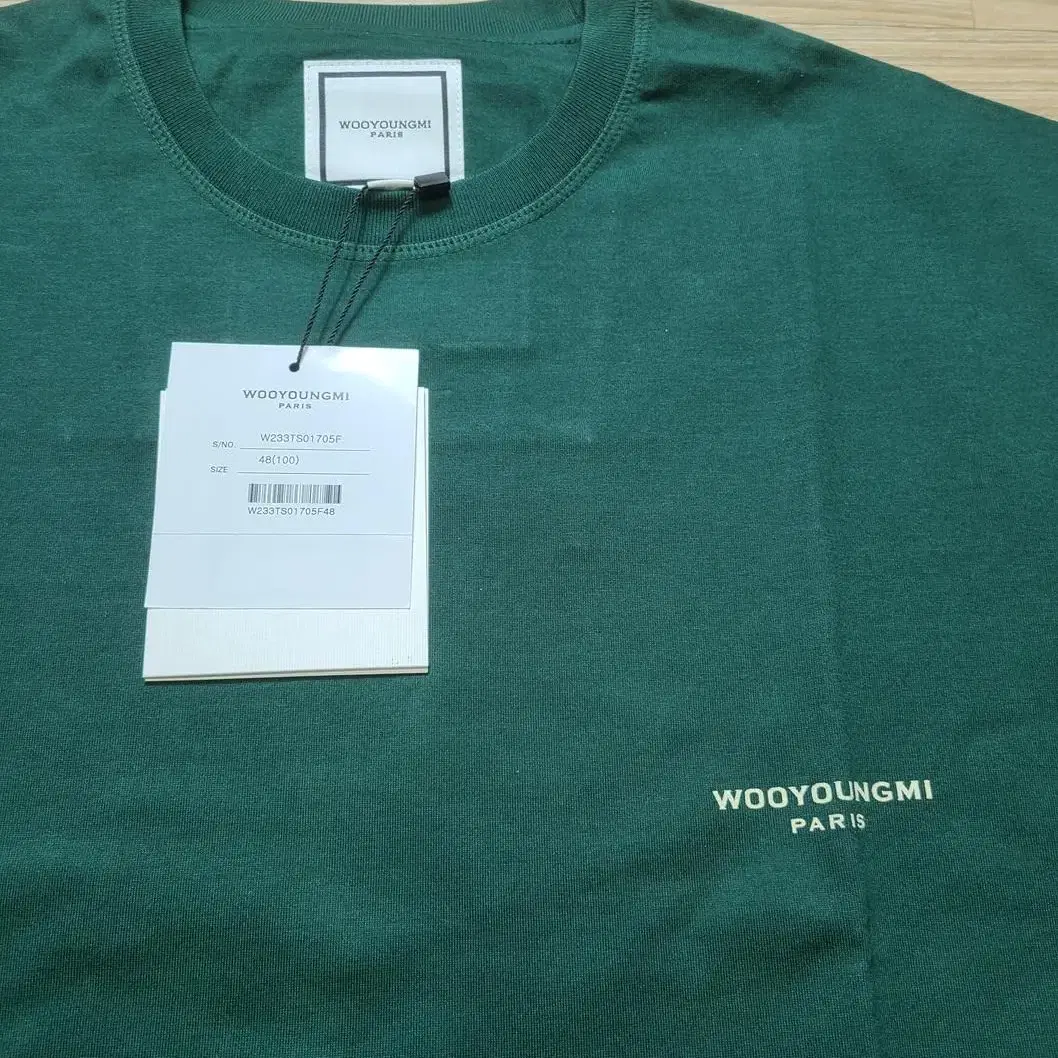 WOOYOUNGMI
PARIS
WOOYOUNGMI
PARIS
S/NO. W233TS01705F
SIZE 48(100)
W233TS01705F48
WOOYOUNGMI
PARIS